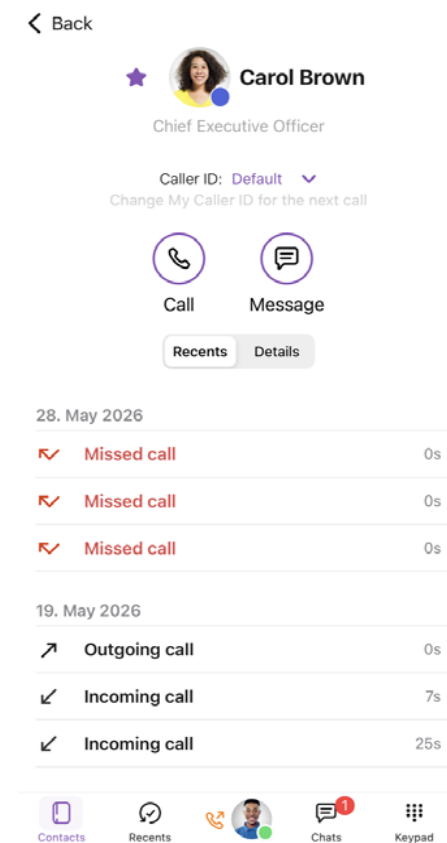 Back
Carol Brown
Chief Executive Officer
Caller ID: Default
Change My Caller ID for the next call
Call Message
Recents Details
28. May 2026
Missed call 0s
Missed call 0s
Missed call 0s
19. May 2026
Outgoing call 0s
Incoming call 7s
Incoming call 25s
1
Contacts Recents Chats Keypad